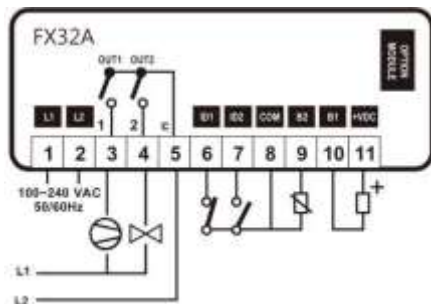 FX32A
OPTION
MODULE
OUT1 OUT2
L1 L2 1 2 ID1 ID2 COM B2 B1 +VDC
1 2 3 4 5 6 7 8 9 10 11
100-240 VAC
50/60Hz
+
L1
L2